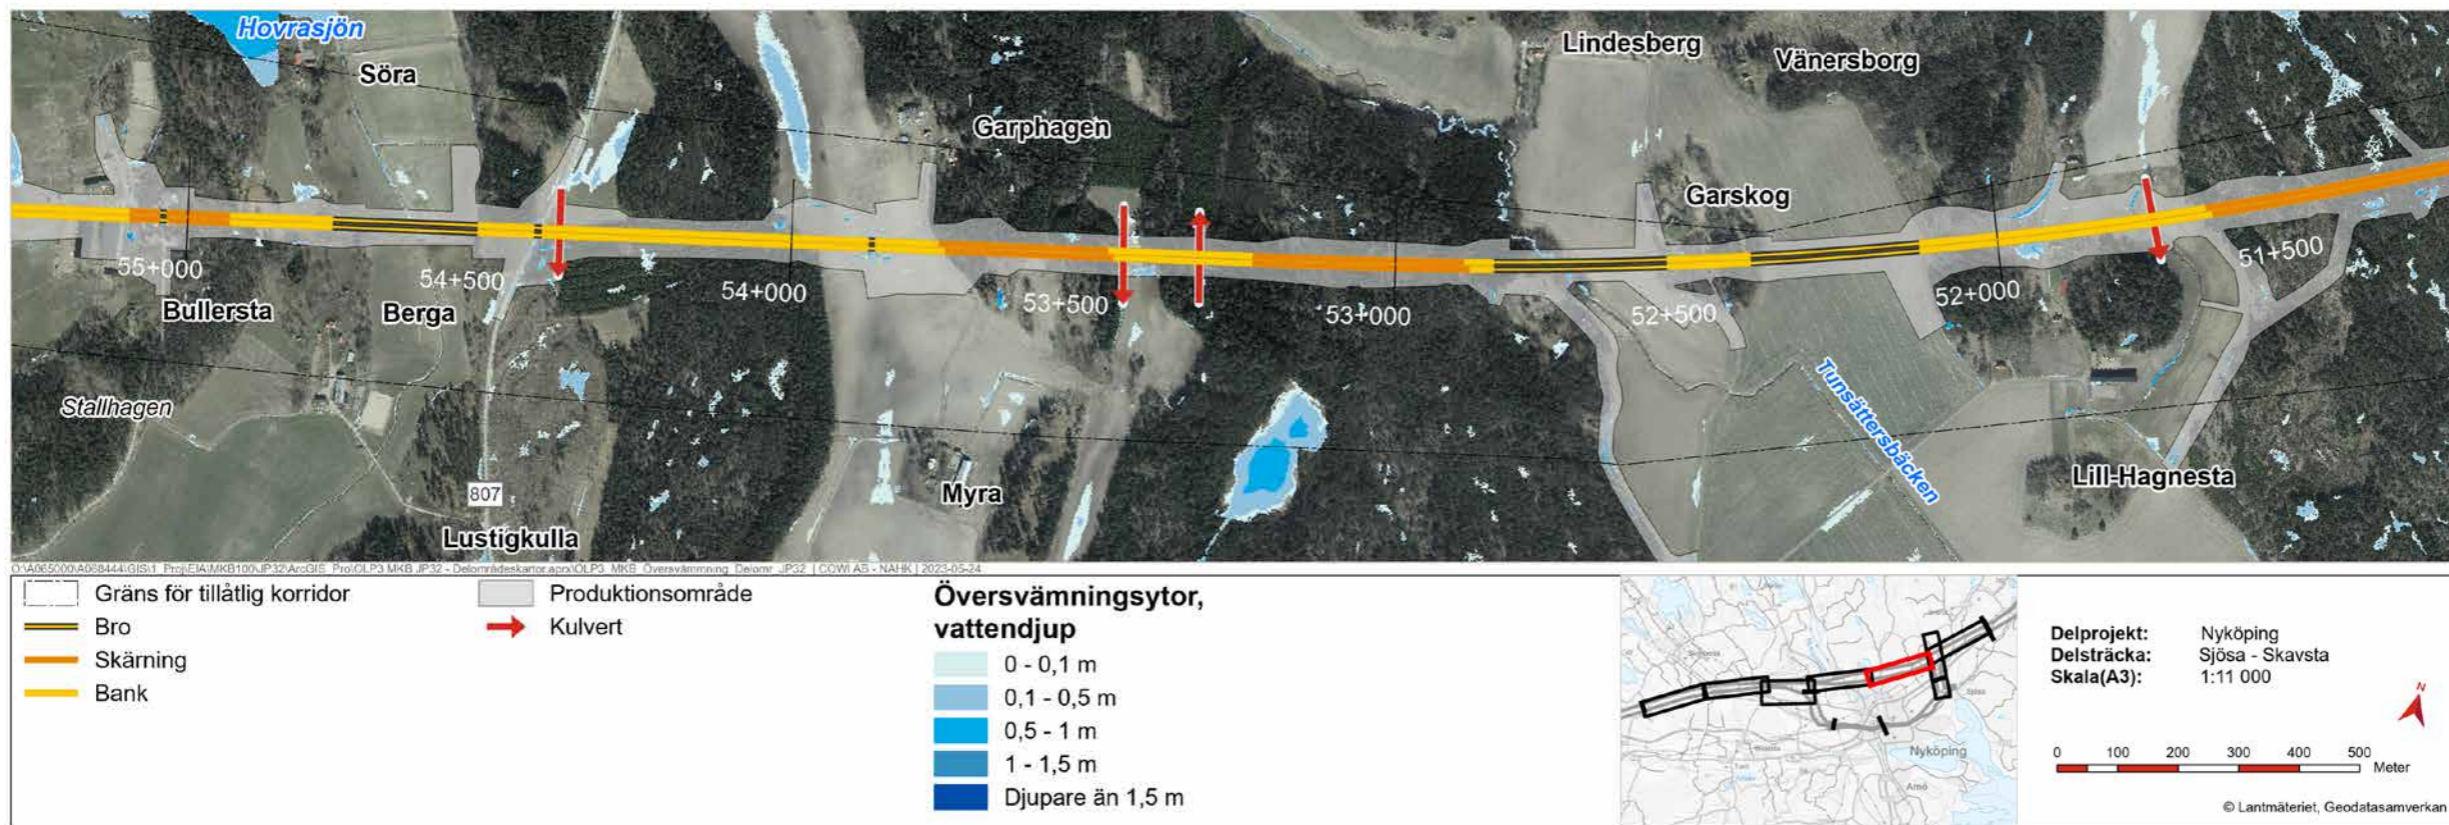 Hovrasjön
Söra
Lindesberg
Vänersborg
Garphagen
Garskog
55+000
54+500
54+000
53+500
53+000
52+500
52+000
51+500
Bullersta
Berga
Stallhagen
Tunsättersbäcken
807
Myra
Lill-Hagnesta
Lustigkulla
Gräns för tillåtlig korridor
Bro
Skärning
Bank
Produktionsområde
Kulvert
Översvämningsytor,
vattendjup
0 - 0,1 m
0,1 - 0,5 m
0,5 - 1 m
1 - 1,5 m
Djupare än 1,5 m
Nyköping
Arnö
Delprojekt: Nyköping
Delsträcka: Sjösa - Skavsta
Skala(A3): 1:11 000
N
0 100 200 300 400 500
Meter
© Lantmäteriet, Geodatasamverkan